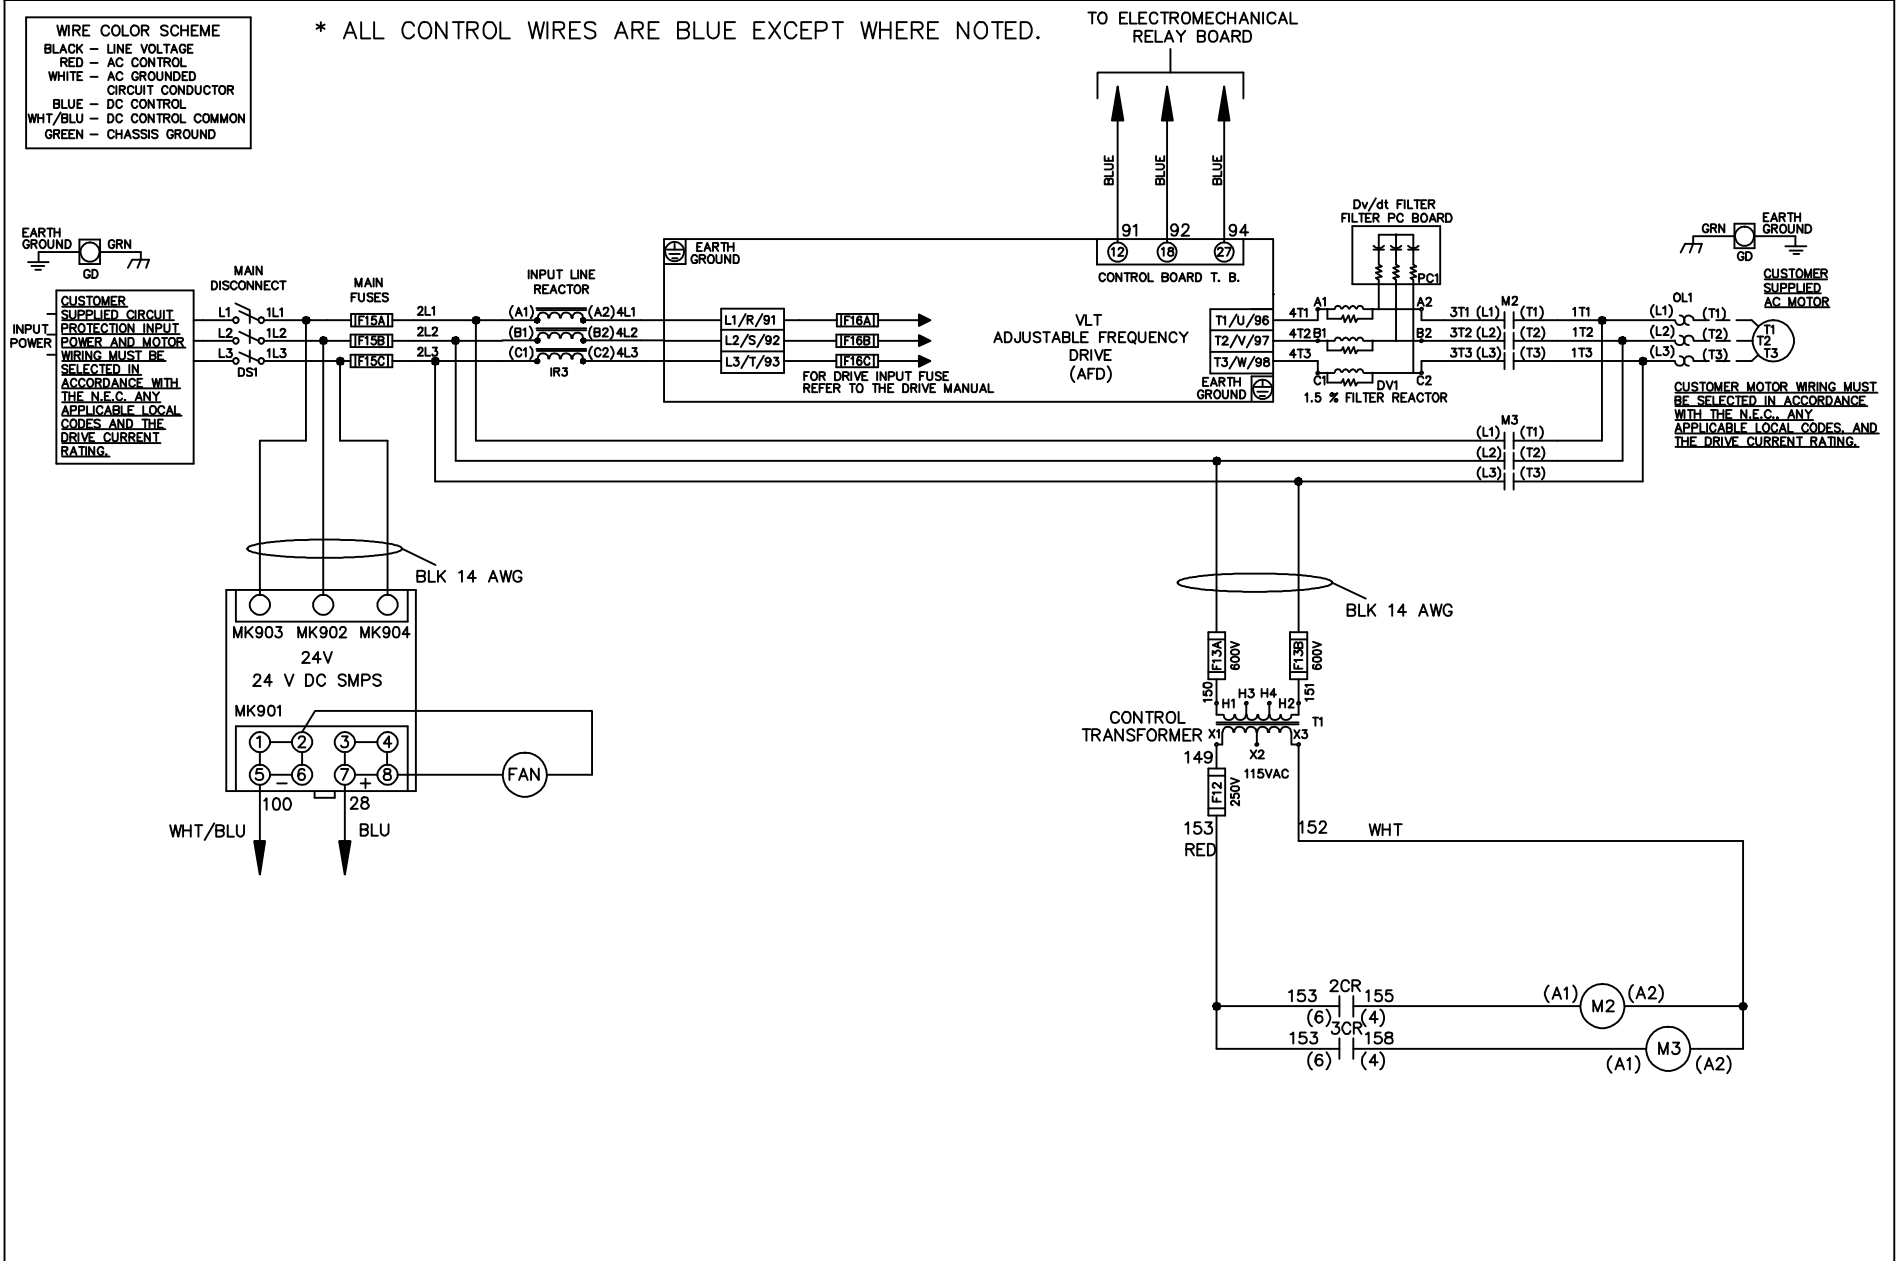 WIRE COLOR SCHEME
BLACK – LINE VOLTAGE
RED – AC CONTROL
WHITE – AC GROUNDED
CIRCUIT CONDUCTOR
BLUE – DC CONTROL
WHT/BLU – DC CONTROL COMMON
GREEN – CHASSIS GROUND
* ALL CONTROL WIRES ARE BLUE EXCEPT WHERE NOTED.
TO ELECTROMECHANICAL
RELAY BOARD
BLUE
BLUE
BLUE
91 92 94
12 18 27
CONTROL BOARD T. B.
EARTH
GROUND
GRN
GD
INPUT
POWER
CUSTOMER
SUPPLIED CIRCUIT
PROTECTION INPUT
POWER AND MOTOR
WIRING MUST BE
SELECTED IN
ACCORDANCE WITH
THE N.E.C. ANY
APPLICABLE LOCAL
CODES AND THE
DRIVE CURRENT
RATING.
MAIN
DISCONNECT
L1 1L1
L2 1L2
L3 1L3
DS1
MAIN
FUSES
F15A
F15B
F15C
2L1
2L2
2L3
INPUT LINE
REACTOR
(A1) (A2) 4L1
(B1) (B2) 4L2
(C1) (C2) 4L3
IR3
EARTH
GROUND
L1/R/91
L2/S/92
L3/T/93
F16A
F16B
F16C
FOR DRIVE INPUT FUSE
REFER TO THE DRIVE MANUAL
VLT
ADJUSTABLE FREQUENCY
DRIVE
(AFD)
T1/U/96
T2/V/97
T3/W/98
EARTH
GROUND
Dv/dt FILTER
FILTER PC BOARD
PC1
4T1 A1 A2
4T2 B1 B2
4T3
C1 DV1 C2
1.5 % FILTER REACTOR
M2
3T1 (L1) (T1) 1T1
3T2 (L2) (T2) 1T2
3T3 (L3) (T3) 1T3
M3
(L1) (T1)
(L2) (T2)
(L3) (T3)
GRN
EARTH
GROUND
GD
CUSTOMER
SUPPLIED
AC MOTOR
OL1
(L1) (T1)
(L2) (T2)
(L3) (T3)
T1
T2
T3
CUSTOMER MOTOR WIRING MUST
BE SELECTED IN ACCORDANCE
WITH THE N.E.C., ANY
APPLICABLE LOCAL CODES, AND
THE DRIVE CURRENT RATING.
BLK 14 AWG
MK903 MK902 MK904
24V
24 V DC SMPS
MK901
1 2 3 4
5 – 6 7 + 8
FAN
100 28
WHT/BLU BLU
BLK 14 AWG
F13A
600V
F13B
600V
150
151
H1 H3 H4 H2
CONTROL
TRANSFORMER
T1
X1 X2 X3
149
115VAC
F12
250V
153
RED
152 WHT
2CR
153 155
(6) (4)
(A1) M2 (A2)
3CR
153 158
(6) (4)
(A1) M3 (A2)